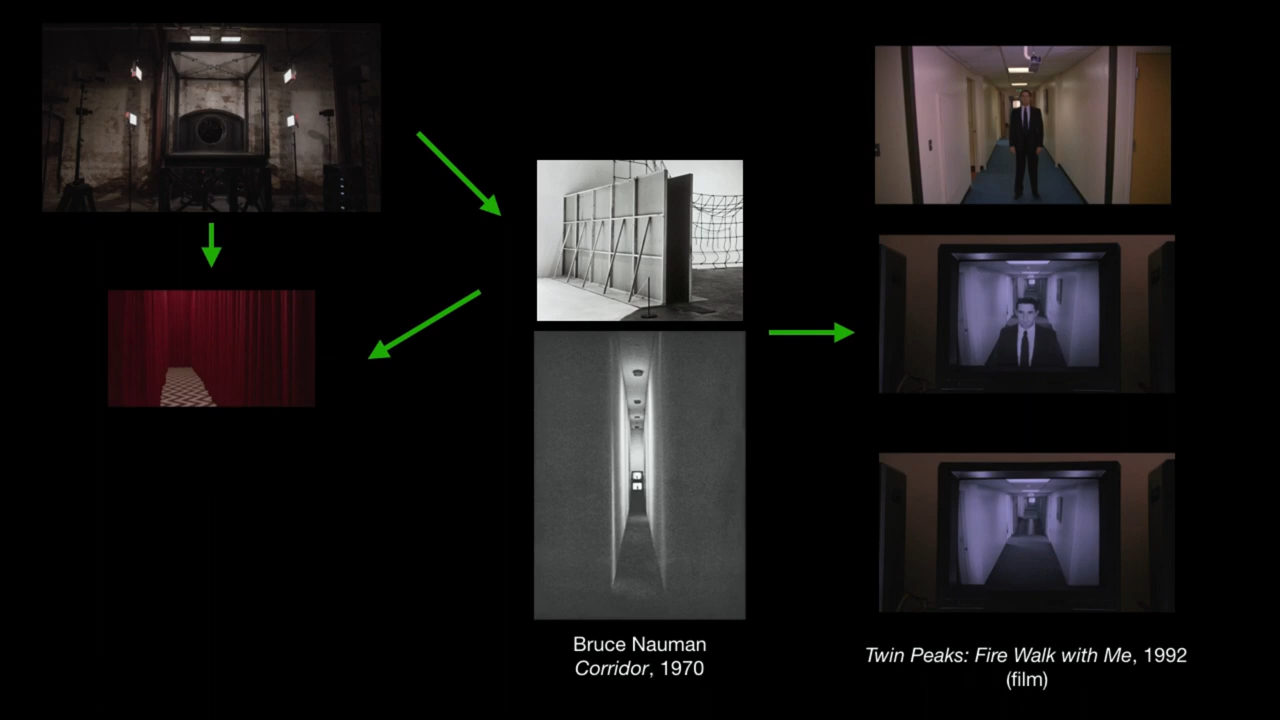 Bruce Nauman
Corridor, 1970
Twin Peaks: Fire Walk with Me, 1992
(film)